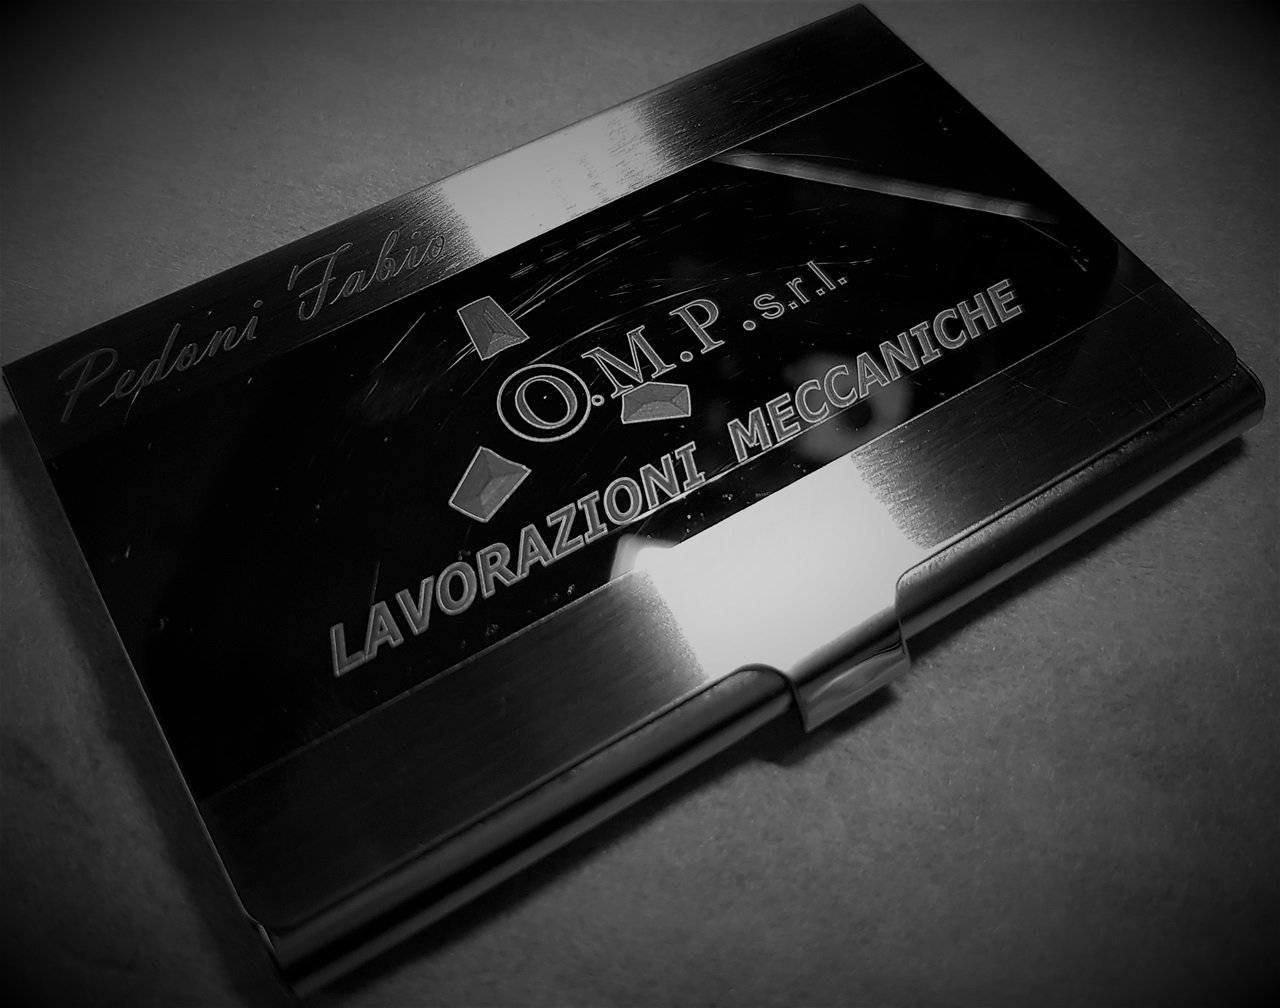 Pedoni Fabio
O.M.P.s.r.l.
LAVORAZIONI MECCANICHE